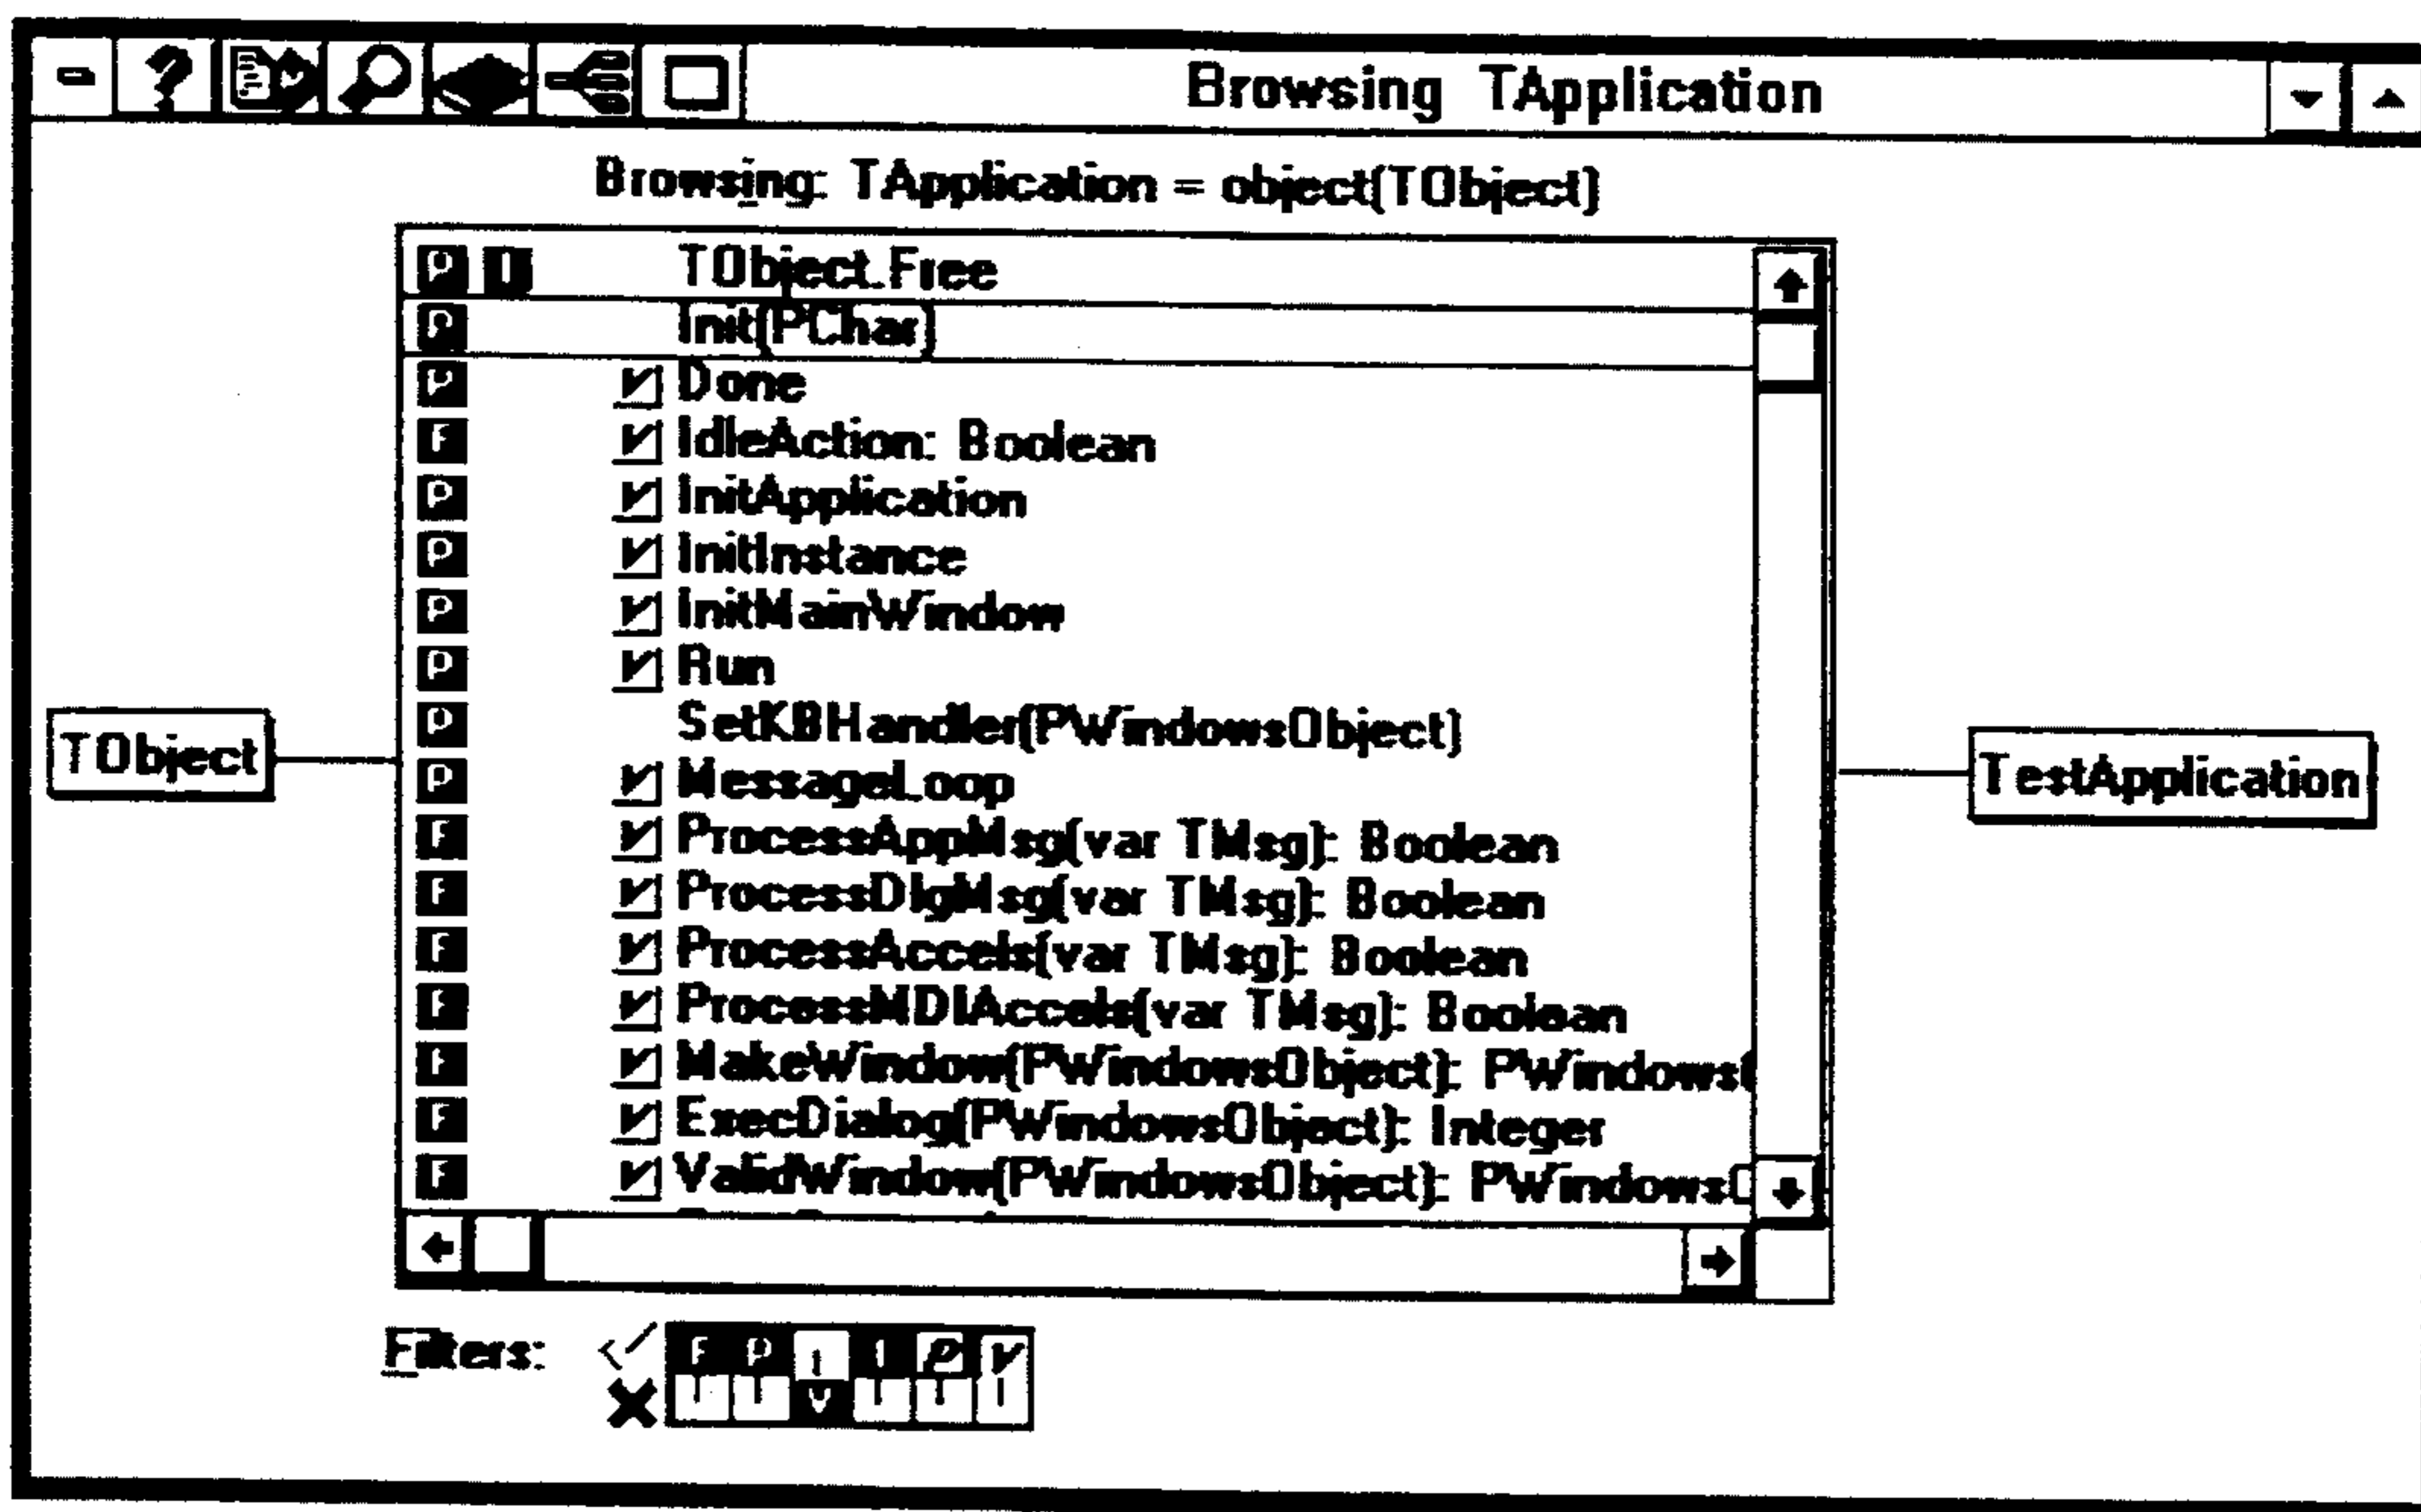 Browsing TApplication
Browsing: TApplication = object(TObject)
P I TObject.Free
P Init(PChar)
P Done
F IdleAction: Boolean
P InitApplication
P InitInstance
P InitMainWindow
P Run
P SetKBHandler(PWindowsObject)
P MessageLoop
F ProcessAppMsg(var TMsg): Boolean
F ProcessDlgMsg(var TMsg): Boolean
F ProcessAccels(var TMsg): Boolean
F ProcessMDIAccels(var TMsg): Boolean
F MakeWindow(PWindowsObject): PWindows
F ExecDialog(PWindowsObject): Integer
F ValidWindow(PWindowsObject): PWindowsO
TObject
TestApplication
Filters: F P I P V
V